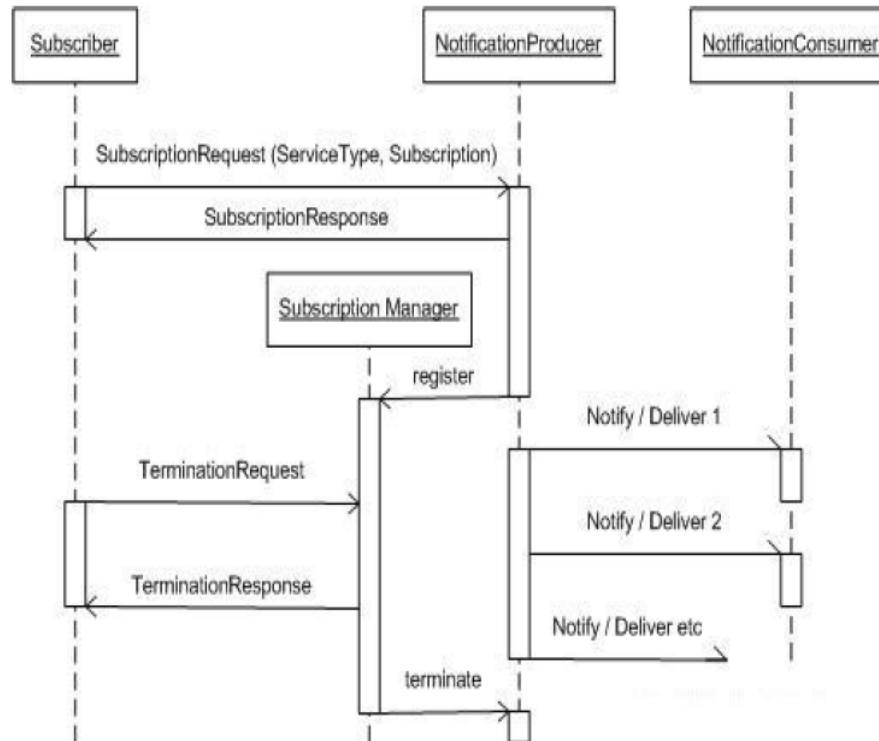 Subscriber
NotificationProducer
NotificationConsumer
SubscriptionRequest (ServiceType, Subscription)
SubscriptionResponse
Subscription Manager
register
Notify / Deliver 1
TerminationRequest
Notify / Deliver 2
TerminationResponse
Notify / Deliver etc
terminate